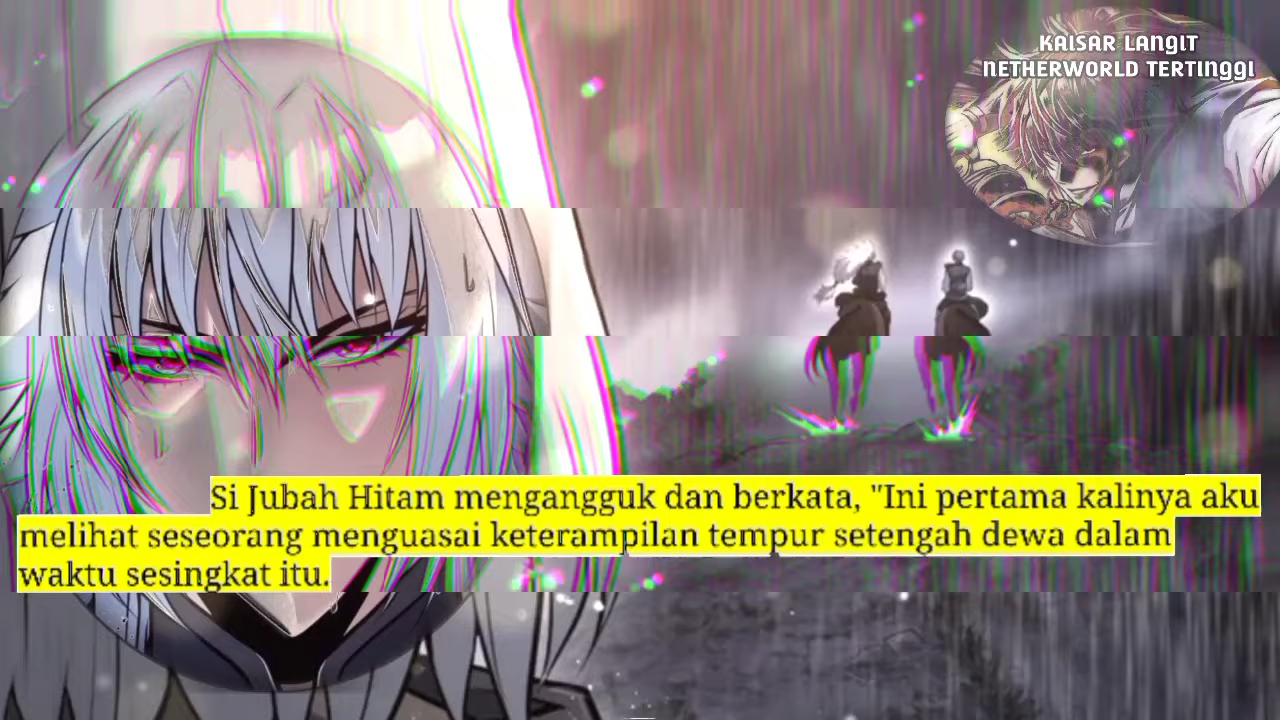 KAISAR LANGIT
NETHERWORLD TERTINGGI
Si Jubah Hitam mengangguk dan berkata, "Ini pertama kalinya aku
melihat seseorang menguasai keterampilan tempur setengah dewa dalam
waktu sesingkat itu.